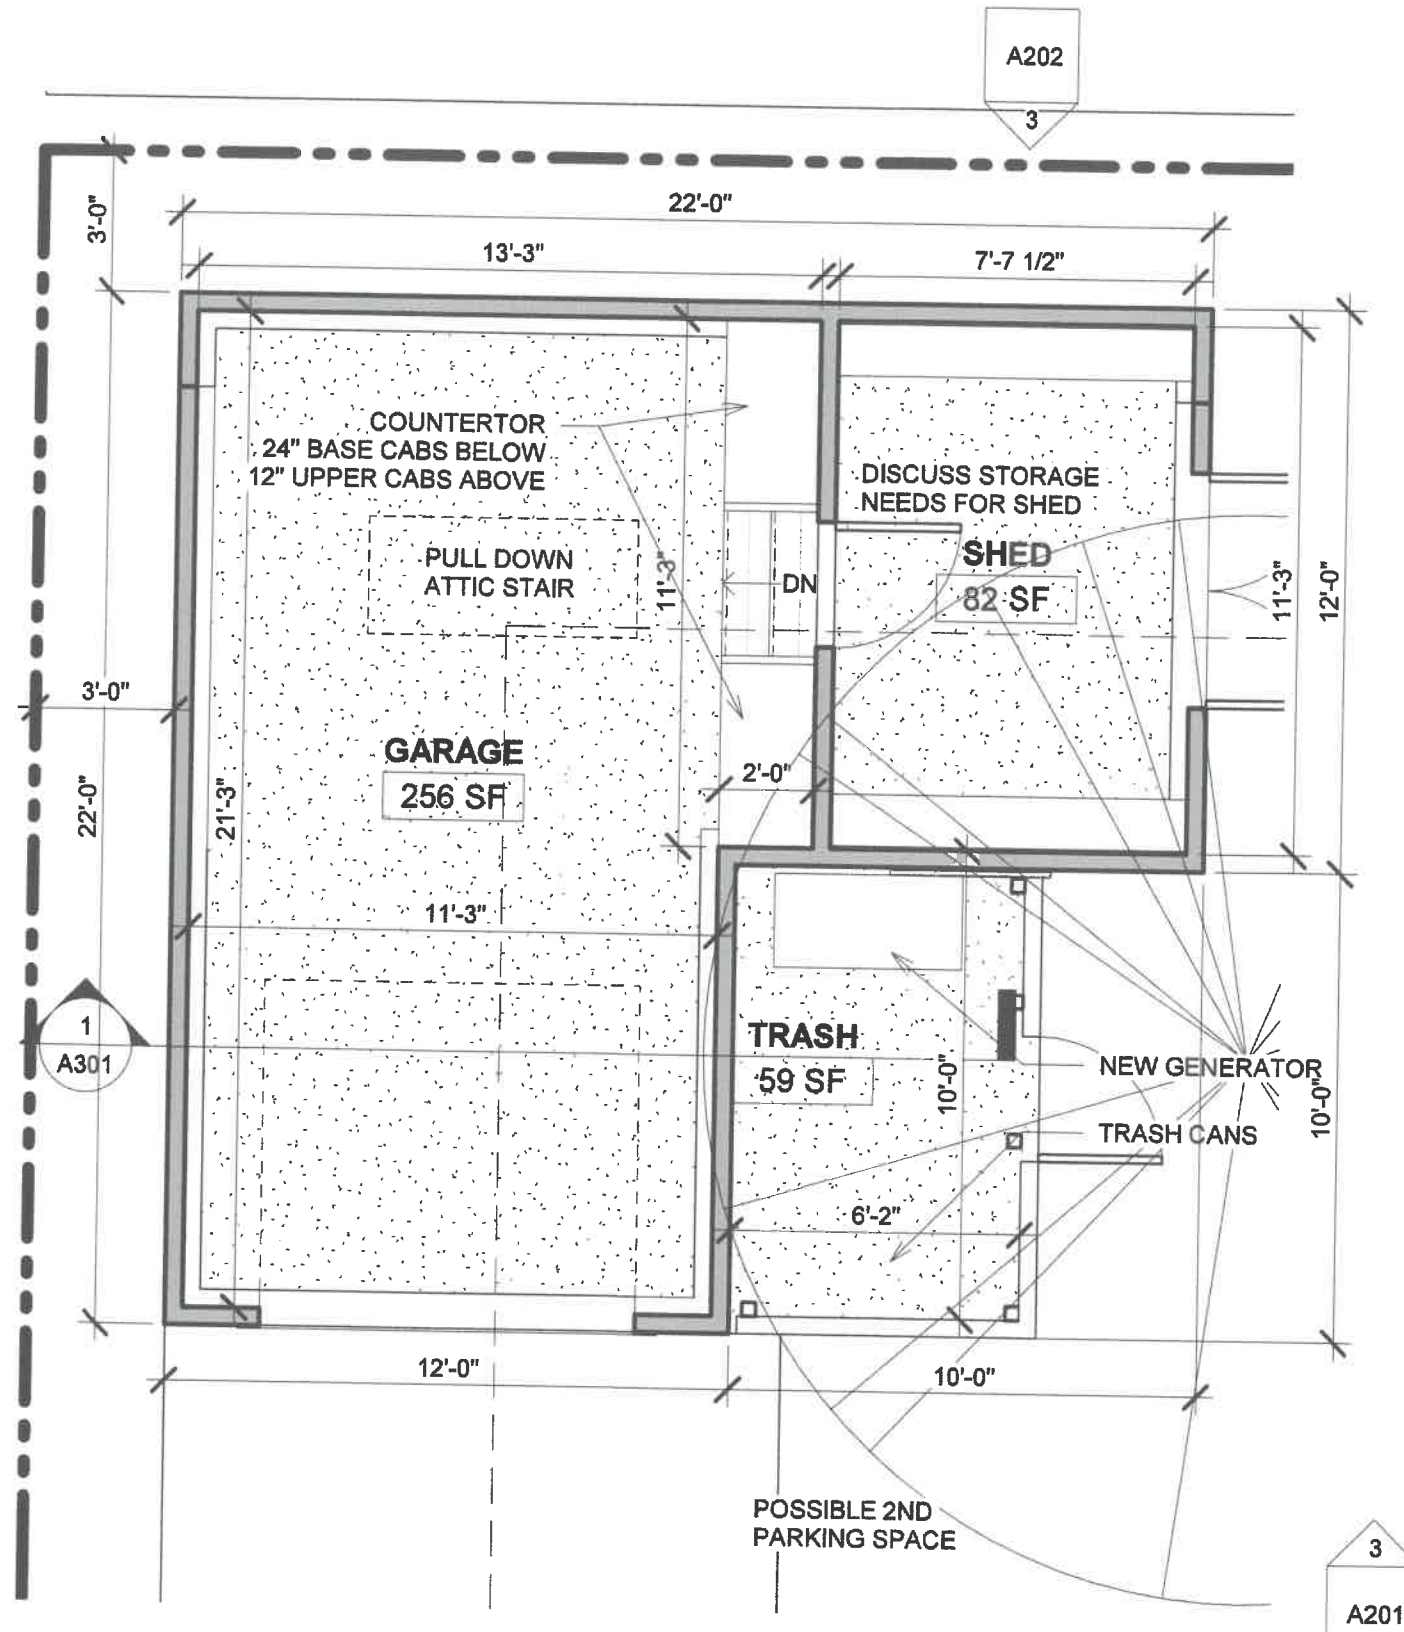 A202
3
22'-0"
3'-0"
13'-3"
7'-7 1/2"
COUNTERTOR
24" BASE CABS BELOW
12" UPPER CABS ABOVE
DISCUSS STORAGE
NEEDS FOR SHED
PULL DOWN
ATTIC STAIR
11'-3"
DN
SHED
82 SF
11'-3"
12'-0"
3'-0"
GARAGE
256 SF
2'-0"
22'-0"
21'-3"
11'-3"
1
A301
TRASH
59 SF
10'-0"
NEW GENERATOR
TRASH CANS
10'-0"
6'-2"
12'-0"
10'-0"
POSSIBLE 2ND
PARKING SPACE
3
A201